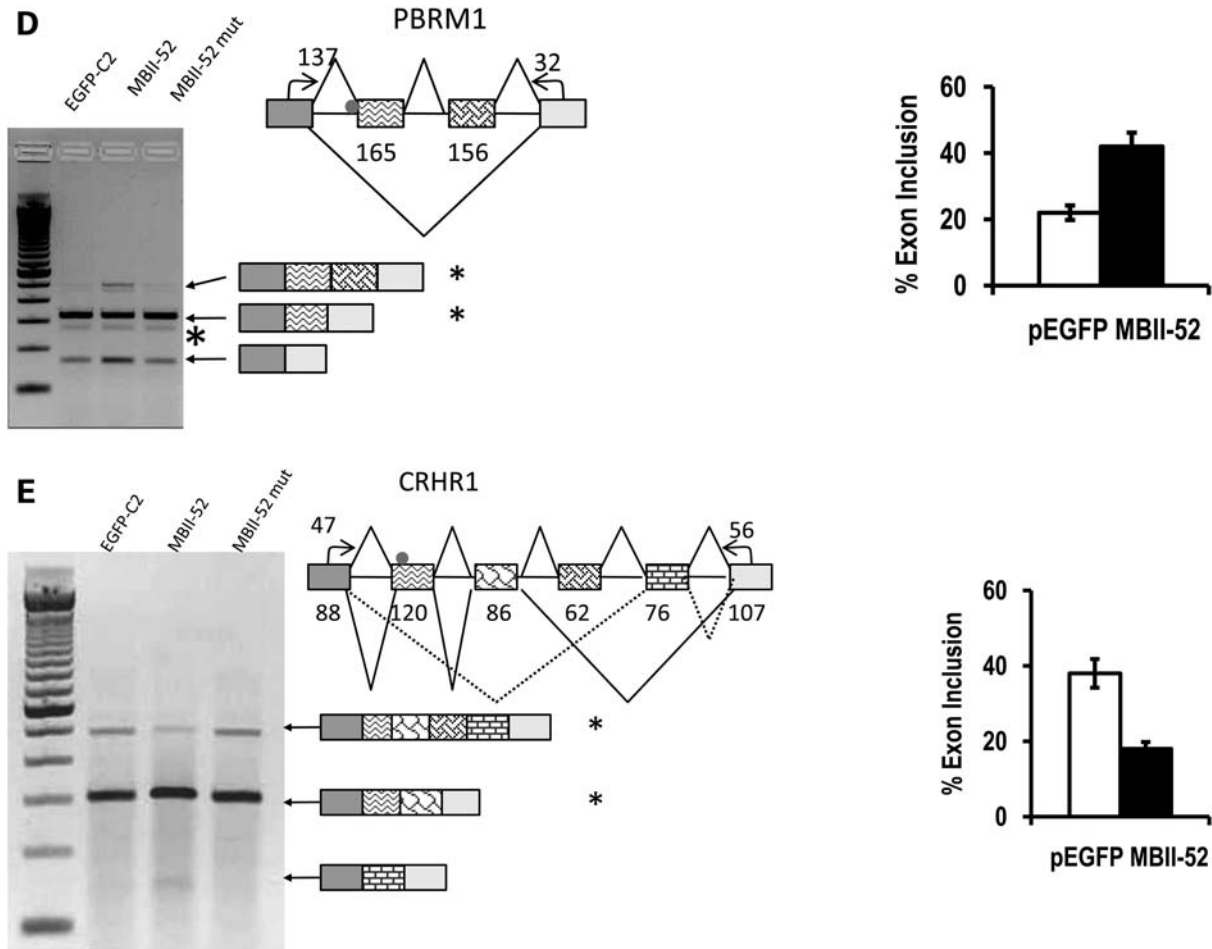 D
EGFP-C2
MBII-52
MBII-52 mut
PBRM1
137
32
165
156
*
*
*
% Exon Inclusion
60
40
20
0
pEGFP MBII-52
E
EGFP-C2
MBII-52
MBII-52 mut
CRHR1
47
56
88
120
86
62
76
107
*
*
% Exon Inclusion
60
40
20
0
pEGFP MBII-52